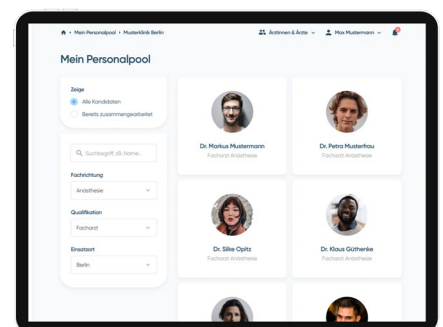 Mein Personalpool • Musterklinik Berlin
Ärztinnen & Ärzte
Max Mustermann
Mein Personalpool
Zeige
Alle Kandidaten
Bereits zusammengearbeitet
Suchbegriff, zB. Name...
Fachrichtung
Anästhesie
Qualifikation
Facharzt
Einsatzort
Berlin
Dr. Markus Mustermann
Facharzt Anästhesie
Dr. Petra Musterfrau
Facharzt Anästhesie
Dr. Silke Opitz
Facharzt Anästhesie
Dr. Klaus Güthenke
Facharzt Anästhesie